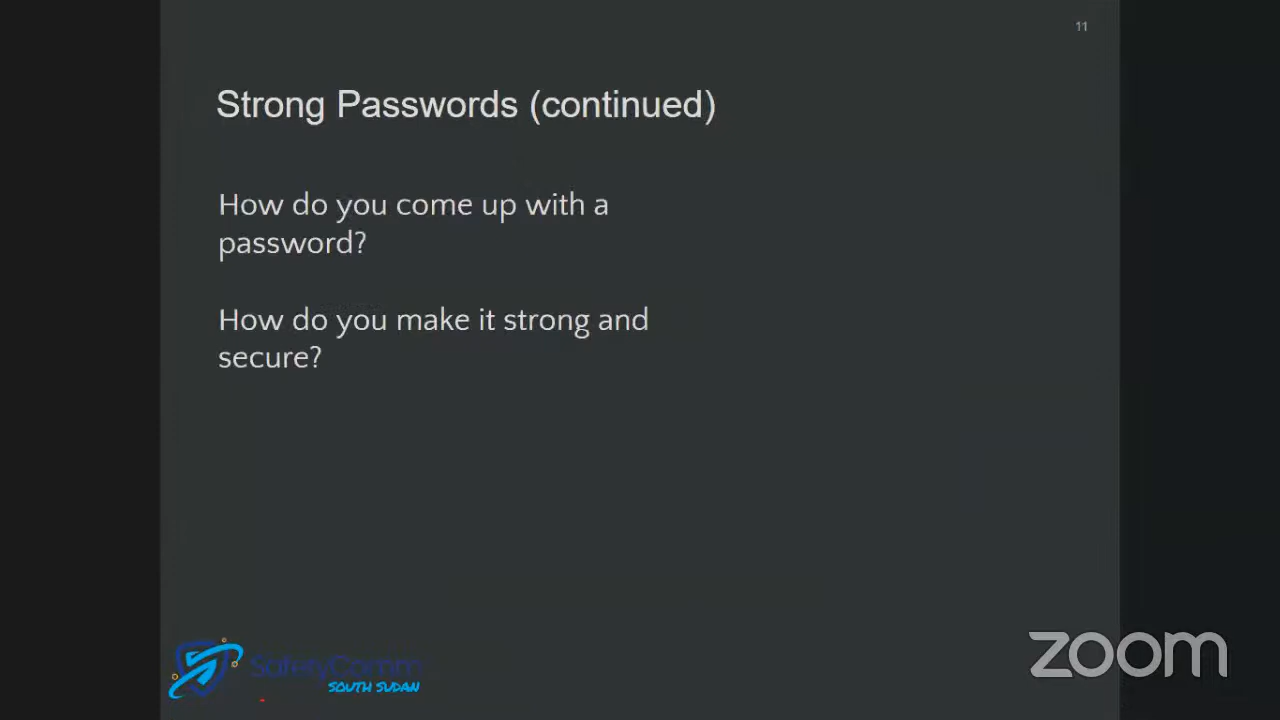 11
Strong Passwords (continued)
How do you come up with a
password?
How do you make it strong and
secure?
SafetyComm
SOUTH SUDAN
zoom